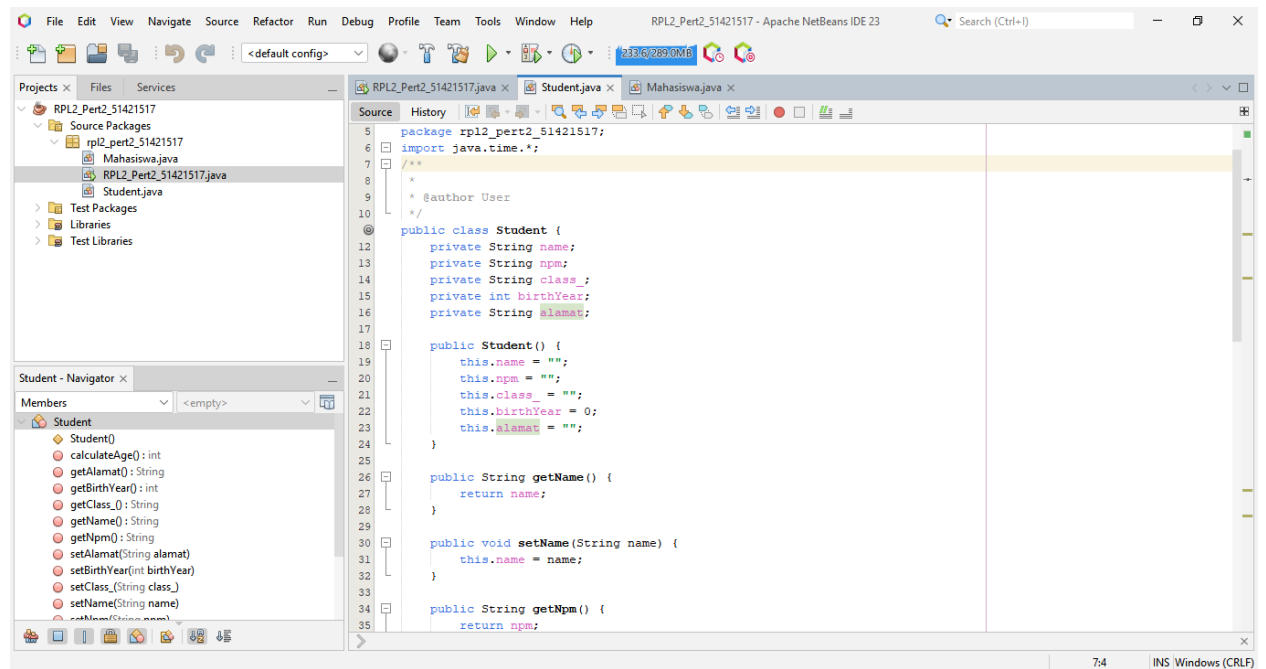 File Edit View Navigate Source Refactor Run Debug Profile Team Tools Window Help RPL2_Pert2_51421517 - Apache NetBeans IDE 23 Search (Ctrl+I)
<default config> 233.6/289.0MB
Projects Files Services
RPL2_Pert2_51421517
Source Packages
rpl2_pert2_51421517
Mahasiswa.java
RPL2_Pert2_51421517.java
Student.java
Test Packages
Libraries
Test Libraries
Student - Navigator
Members <empty>
Student
Student()
calculateAge() : int
getAlamat() : String
getBirthYear() : int
getClass_() : String
getName() : String
getNpm() : String
setAlamat(String alamat)
setBirthYear(int birthYear)
setClass_(String class_)
setName(String name)
setNpm(String npm)
RPL2_Pert2_51421517.java Student.java Mahasiswa.java
Source History
5 package rpl2_pert2_51421517;
6 import java.time.*;
7 /**
8 *
9 * @author User
10 */
public class Student {
12 private String name;
13 private String npm;
14 private String class_;
15 private int birthYear;
16 private String alamat;
17
18 public Student() {
19 this.name = "";
20 this.npm = "";
21 this.class_ = "";
22 this.birthYear = 0;
23 this.alamat = "";
24 }
25
26 public String getName() {
27 return name;
28 }
29
30 public void setName(String name) {
31 this.name = name;
32 }
33
34 public String getNpm() {
35 return npm;
7:4 INS Windows (CRLF)